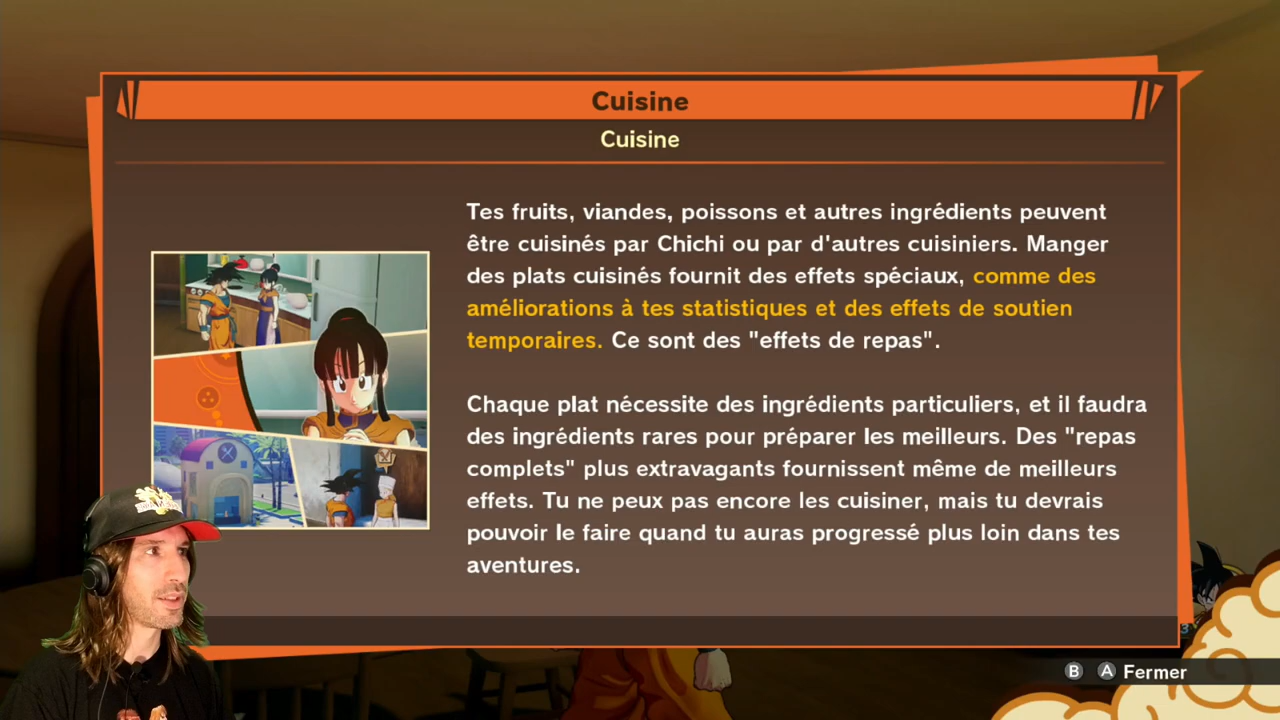 Cuisine
Cuisine
Tes fruits, viandes, poissons et autres ingrédients peuvent
être cuisinés par Chichi ou par d'autres cuisiniers. Manger
des plats cuisinés fournit des effets spéciaux, comme des
améliorations à tes statistiques et des effets de soutien
temporaires. Ce sont des "effets de repas".
Chaque plat nécessite des ingrédients particuliers, et il faudra
des ingrédients rares pour préparer les meilleurs. Des "repas
complets" plus extravagants fournissent même de meilleurs
effets. Tu ne peux pas encore les cuisiner, mais tu devrais
pouvoir le faire quand tu auras progressé plus loin dans tes
aventures.
3
B A Fermer